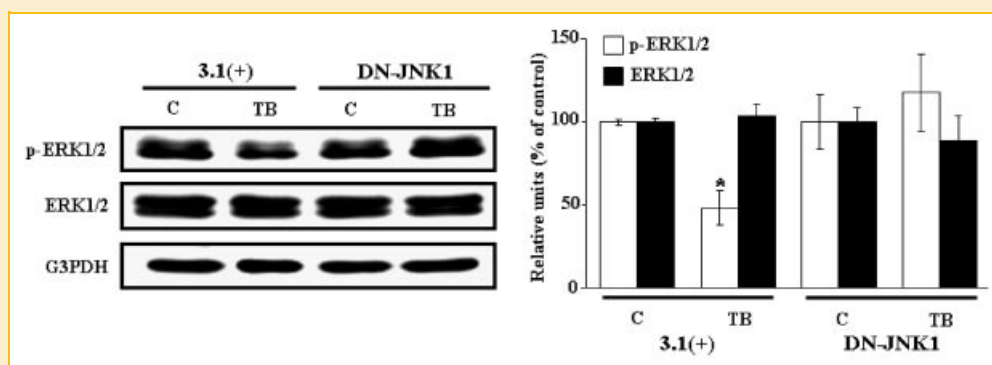 3.1(+) DN-JNK1
C TB C TB
p-ERK1/2
ERK1/2
G3PDH
Relative units (% of control)
150
100
50
0
p-ERK1/2
ERK1/2
*
C TB C TB
3.1(+) DN-JNK1